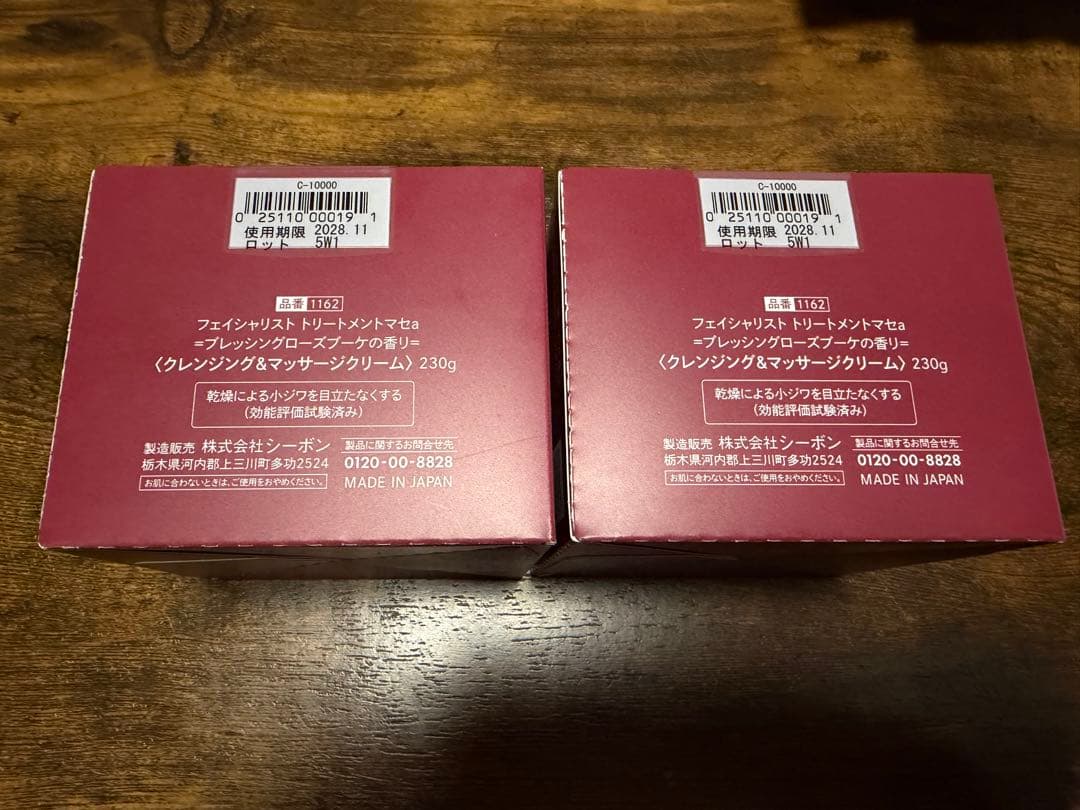 C-10000
0 25110 00019 1
使用期限 2028.11
ロット 5W1
品番 1162
フェイシャリスト トリートメントマセa
=ブレッシングローズブーケの香り=
〈クレンジング&マッサージクリーム〉230g
乾燥による小ジワを目立たなくする
(効能評価試験済み)
製造販売 株式会社シーボン
栃木県河内郡上三川町多功2524
お肌に合わないときは、ご使用をおやめください。
製品に関するお問合せ先
0120-00-8828
MADE IN JAPAN
C-10000
0 25110 00019 1
使用期限 2028.11
ロット 5W1
品番 1162
フェイシャリスト トリートメントマセa
=ブレッシングローズブーケの香り=
〈クレンジング&マッサージクリーム〉230g
乾燥による小ジワを目立たなくする
(効能評価試験済み)
製造販売 株式会社シーボン
栃木県河内郡上三川町多功2524
お肌に合わないときは、ご使用をおやめください。
製品に関するお問合せ先
0120-00-8828
MADE IN JAPAN